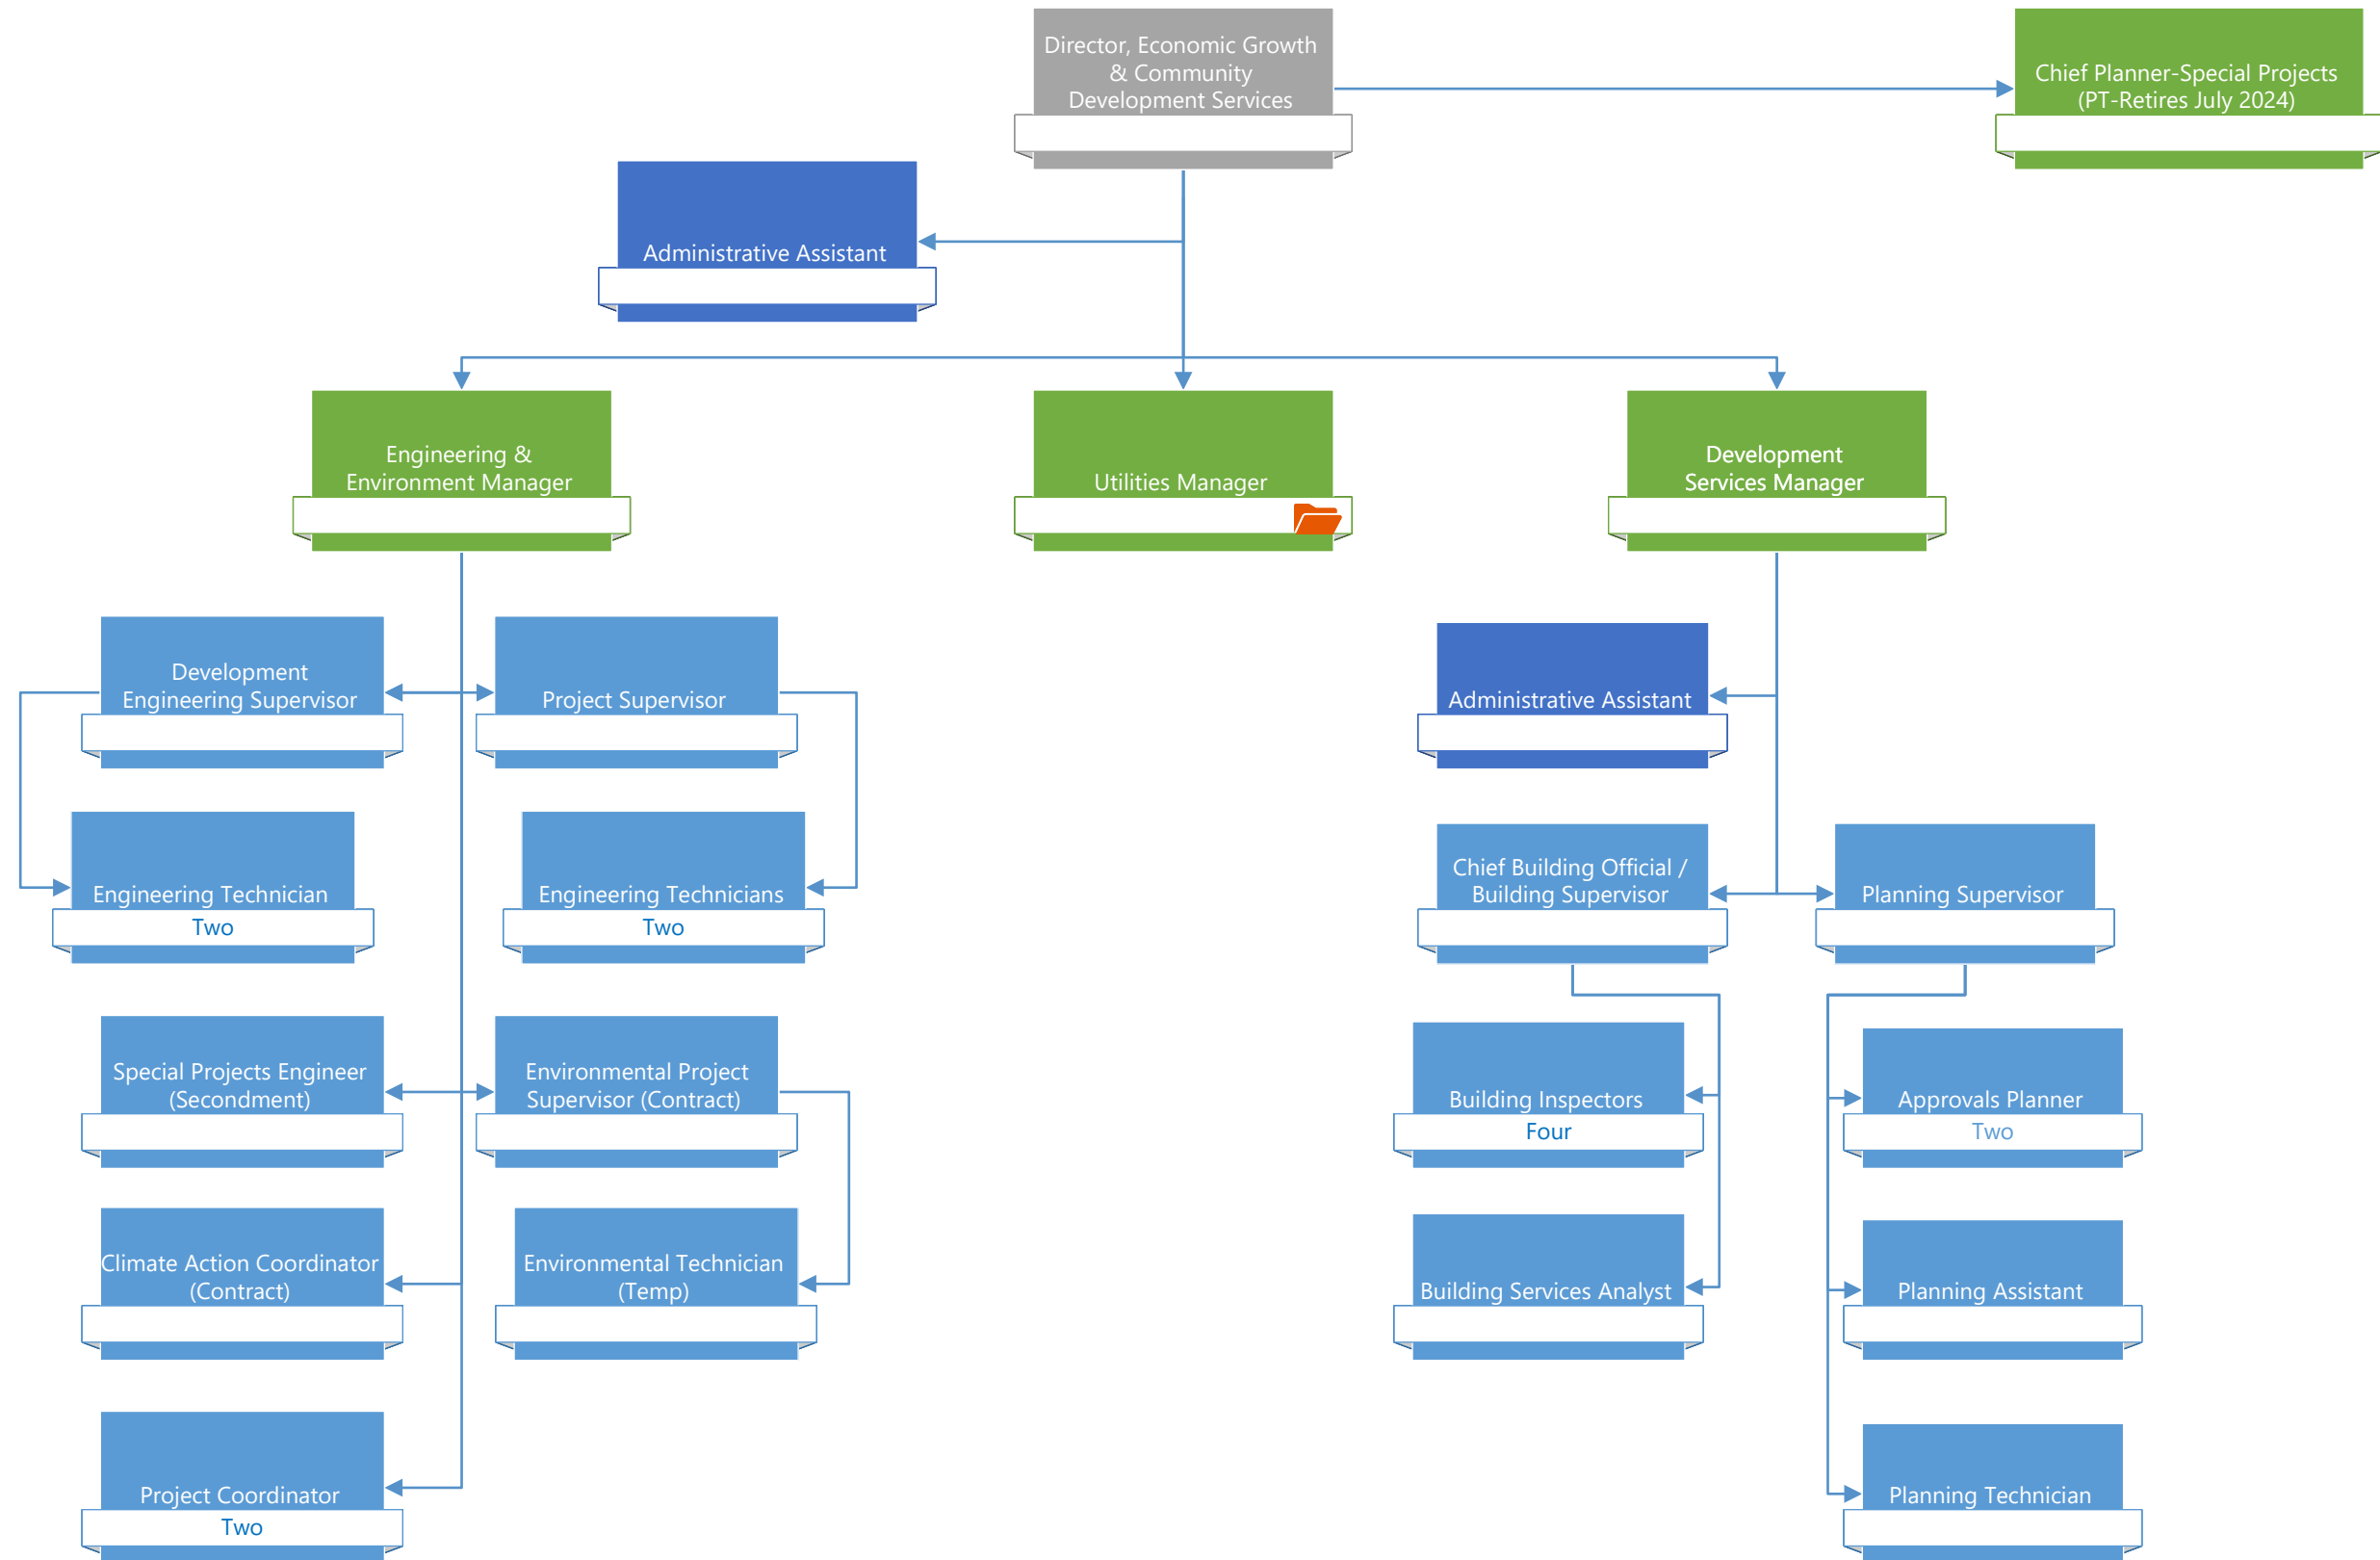 Director, Economic Growth
& Community
Development Services
Chief Planner-Special Projects
(PT-Retires July 2024)
Administrative Assistant
Engineering &
Environment Manager
Utilities Manager
Development
Services Manager
Development
Engineering Supervisor
Project Supervisor
Administrative Assistant
Engineering Technician
Two
Engineering Technicians
Two
Chief Building Official /
Building Supervisor
Planning Supervisor
Special Projects Engineer
(Secondment)
Environmental Project
Supervisor (Contract)
Building Inspectors
Four
Approvals Planner
Two
Climate Action Coordinator
(Contract)
Environmental Technician
(Temp)
Building Services Analyst
Planning Assistant
Project Coordinator
Two
Planning Technician